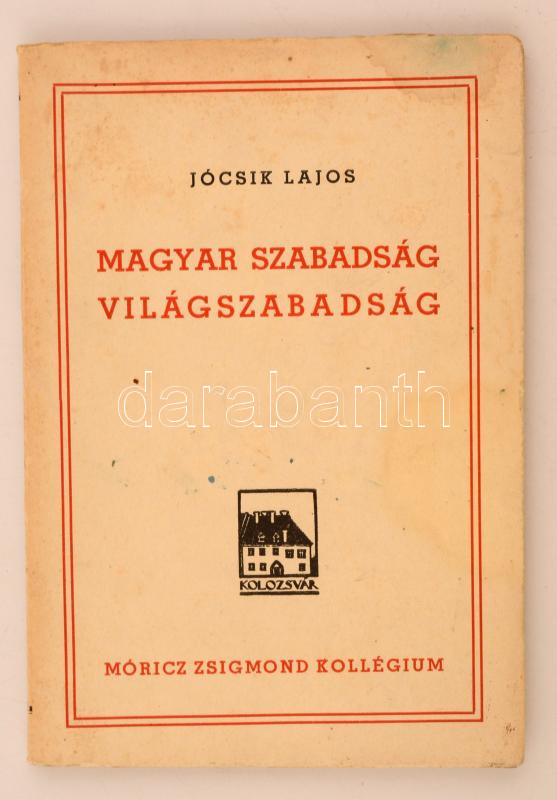 JÓCSIK LAJOS
MAGYAR SZABADSÁG
VILÁGSZABADSÁG
darabanth
KOLOZSVÁR
MÓRICZ ZSIGMOND KOLLÉGIUM